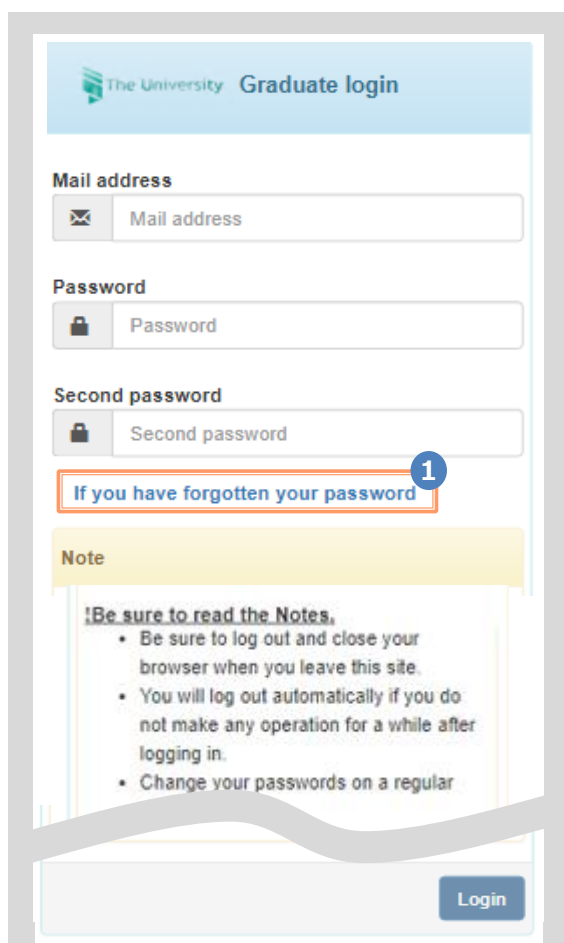 The University Graduate login
Mail address
Mail address
Password
Password
Second password
Second password
1
If you have forgotten your password
Note
!Be sure to read the Notes.
• Be sure to log out and close your
browser when you leave this site.
• You will log out automatically if you do
not make any operation for a while after
logging in.
• Change your passwords on a regular
Login